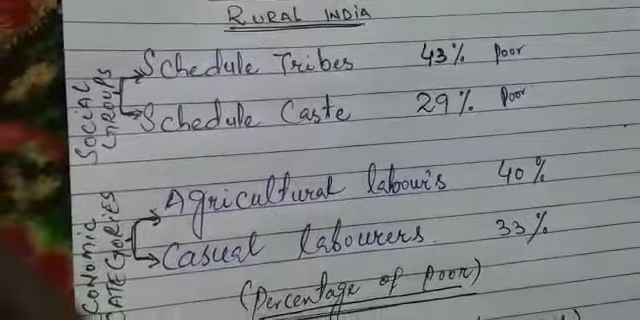 RURAL INDIA
SOCIAL GROUPS
Schedule Tribes 43% Poor
Schedule Caste 29% Poor
CONOMIC CATEGORIES
Agricultural labours 40%
Casual labourers. 33%
(Percentage of poor)